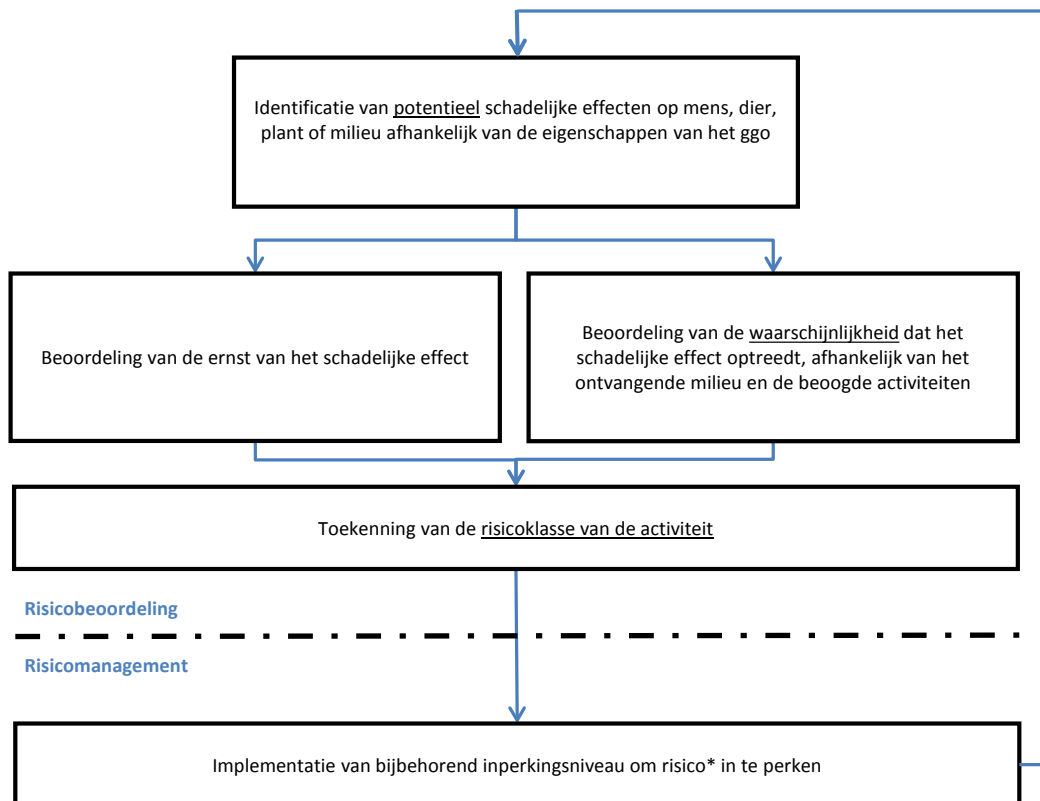 Identificatie van potentieel schadelijke effecten op mens, dier,
plant of milieu afhankelijk van de eigenschappen van het ggo
Beoordeling van de ernst van het schadelijke effect
Beoordeling van de waarschijnlijkheid dat het
schadelijke effect optreedt, afhankelijk van het
ontvangende milieu en de beoogde activiteiten
Toekenning van de risicoklasse van de activiteit
Risicobeoordeling
Risicomanagement
Implementatie van bijbehorend inperkingsniveau om risico* in te perken